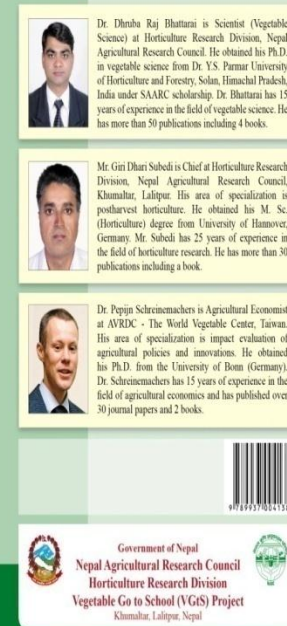 Dr. Dhruba Raj Bhattarai is Scientist (Vegetable
Science) at Horticulture Research Division, Nepal
Agricultural Research Council. He obtained his Ph.D.
in vegetable science from Dr. Y.S. Parmar University
of Horticulture and Forestry, Solan, Himachal Pradesh,
India under SAARC scholarship. Dr. Bhattarai has 15
years of experience in the field of vegetable science. He
has more than 50 publications including 4 books.
Mr. Giri Dhari Subedi is Chief at Horticulture Research
Division, Nepal Agricultural Research Council,
Khumaltar, Lalitpur. His area of specialization is
postharvest horticulture. He obtained his M. Sc.
(Horticulture) degree from University of Hannover,
Germany. Mr. Subedi has 25 years of experience in
the field of horticulture research. He has more than 30
publications including a book.
Dr. Pepijn Schreinemachers is Agricultural Economist
at AVRDC - The World Vegetable Center, Taiwan.
His area of specialization is impact evaluation of
agricultural policies and innovations. He obtained
his Ph.D. from the University of Bonn (Germany).
Dr. Schreinemachers has 15 years of experience in the
field of agricultural economics and has published over
30 journal papers and 2 books.
9 789937 004138
Government of Nepal
Nepal Agricultural Research Council
Horticulture Research Division
Vegetable Go to School (VGtS) Project
Khumaltar, Lalitpur, Nepal